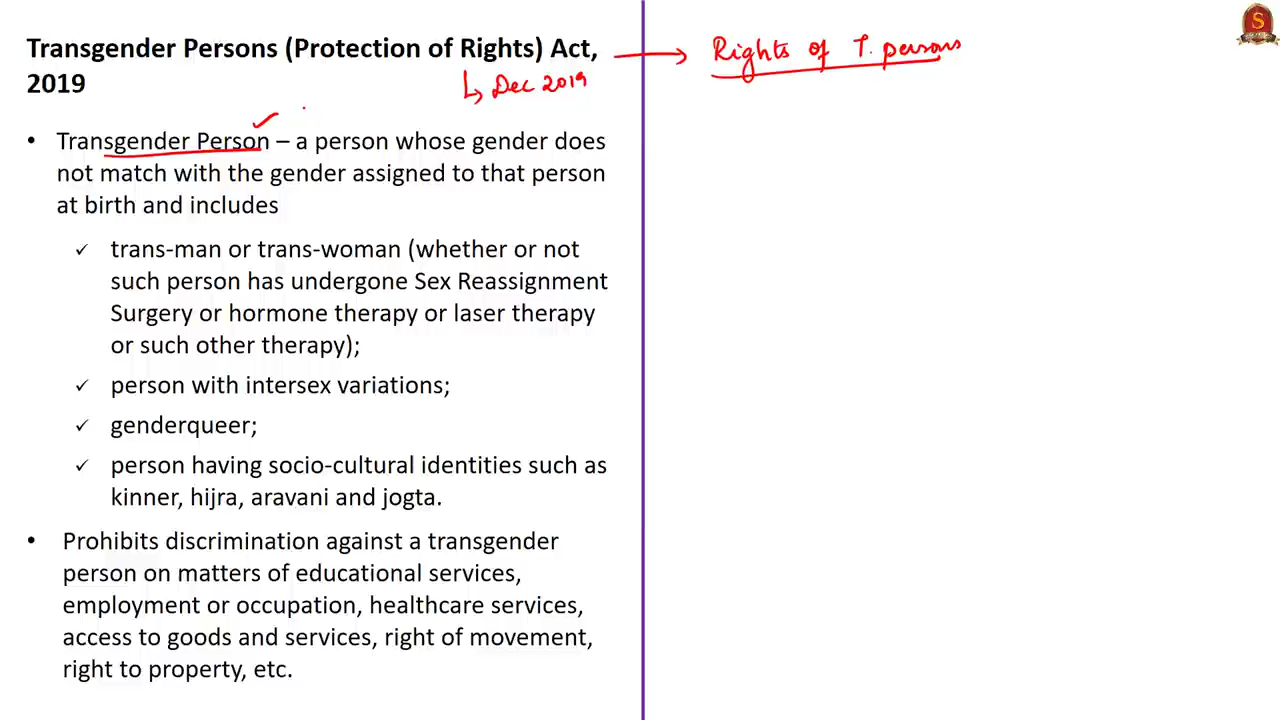 Transgender Persons (Protection of Rights) Act,
2019
Dec 2019
• Transgender Person – a person whose gender does
not match with the gender assigned to that person
at birth and includes
✓ trans-man or trans-woman (whether or not
such person has undergone Sex Reassignment
Surgery or hormone therapy or laser therapy
or such other therapy);
✓ person with intersex variations;
✓ genderqueer;
✓ person having socio-cultural identities such as
kinner, hijra, aravani and jogta.
• Prohibits discrimination against a transgender
person on matters of educational services,
employment or occupation, healthcare services,
access to goods and services, right of movement,
right to property, etc.
Rights of T. persons
S